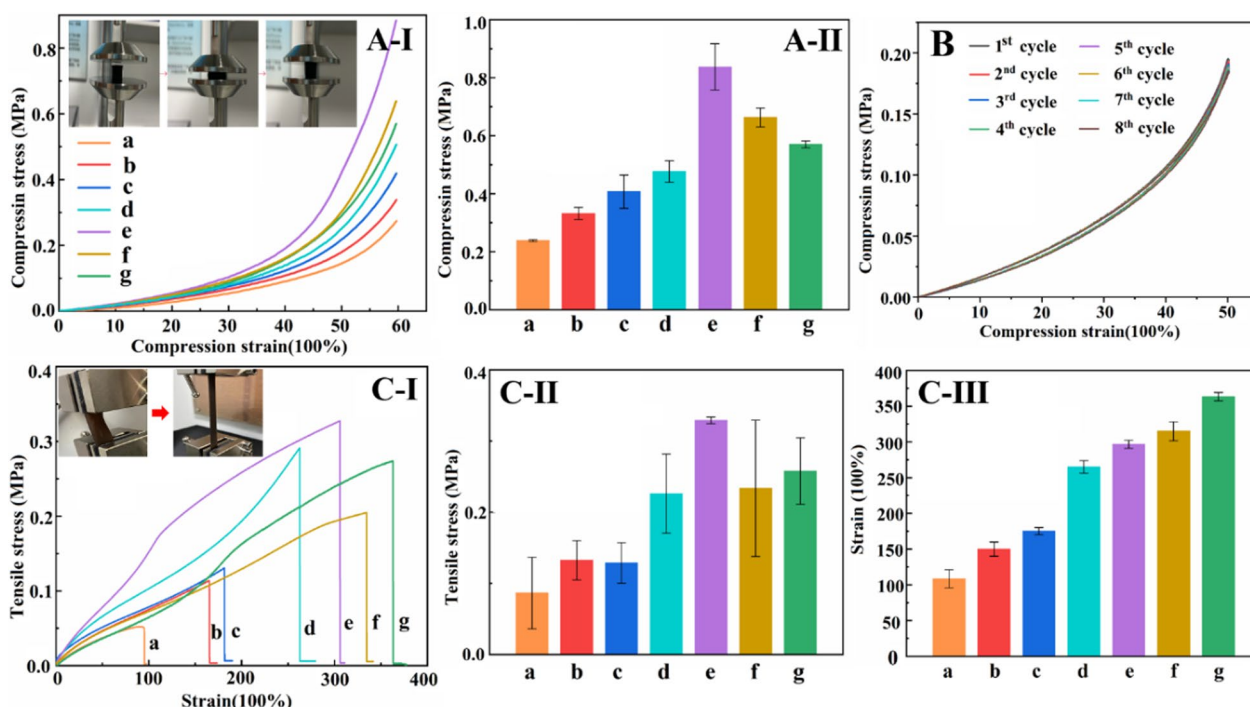 A-I
Compressin stress (MPa)
0.8
0.6
0.4
0.2
0.0
a
b
c
d
e
f
g
0 10 20 30 40 50 60
Compression strain(100%)
A-II
Compressin stress (MPa)
1.0
0.8
0.6
0.4
0.2
0.0
a b c d e f g
B
Compressin stress (MPa)
0.20
0.15
0.10
0.05
0.00
1st cycle
2nd cycle
3rd cycle
4th cycle
5th cycle
6th cycle
7th cycle
8th cycle
0 10 20 30 40 50
Compression strain(100%)
C-I
Tensile stress (MPa)
0.4
0.3
0.2
0.1
0.0
a b c d e f g
0 100 200 300 400
Strain(100%)
C-II
Tensile stress (MPa)
0.4
0.2
0.0
a b c d e f g
C-III
Strain (100%)
400
350
300
250
200
150
100
50
0
a b c d e f g